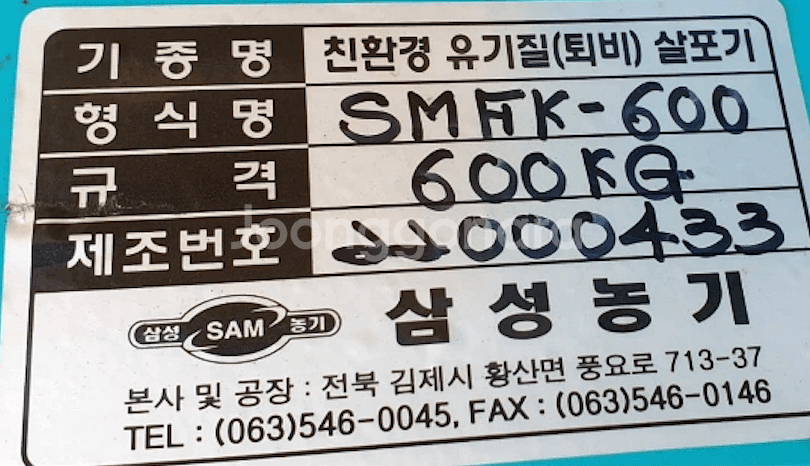 기종명 친환경 유기질(퇴비) 살포기
형식명 SMFK-600
규격 600KG
제조번호 000433
Joonggonara
삼성 SAM 농기 삼성농기
본사 및 공장 : 전북 김제시 황산면 풍요로 713-37
TEL : (063)546-0045, FAX : (063)546-0146